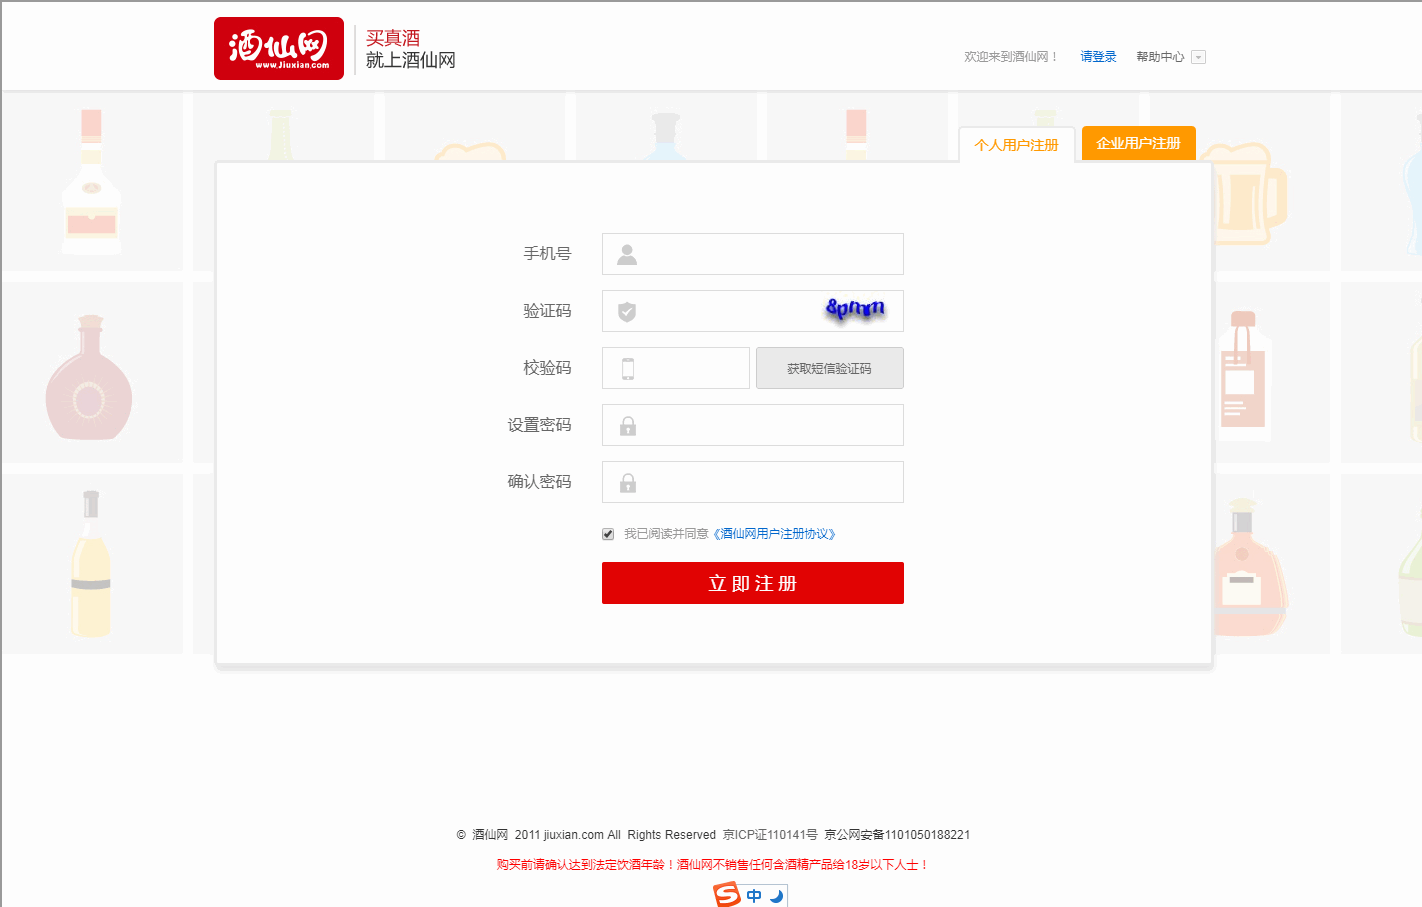 酒仙网
www.Jiuxian.com
买真酒
就上酒仙网
欢迎来到酒仙网！ 请登录 帮助中心
个人用户注册 企业用户注册
手机号
验证码 8pmm
校验码 获取短信验证码
设置密码
确认密码
我已阅读并同意《酒仙网用户注册协议》
立即注册
© 酒仙网 2011 jiuxian.com All Rights Reserved 京ICP证110141号 京公网安备1101050188221
购买前请确认达到法定饮酒年龄！酒仙网不销售任何含酒精产品给18岁以下人士！
S 中